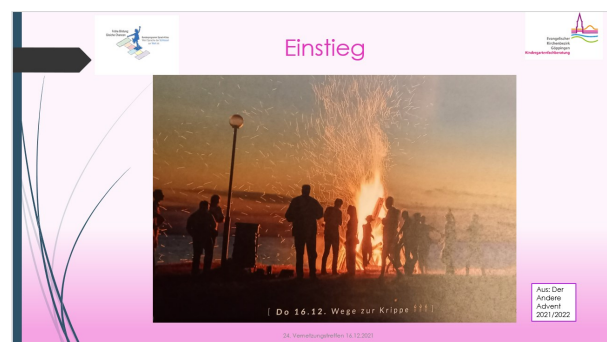 Einstieg
Evangelischer
Kirchenbezirk
Göppingen
Kindergartenfachberatung
[ Do 16.12. Wege zur Krippe ††† ]
Aus: Der
Andere
Advent
2021/2022
24. Vernetzungstreffen 16.12.2021